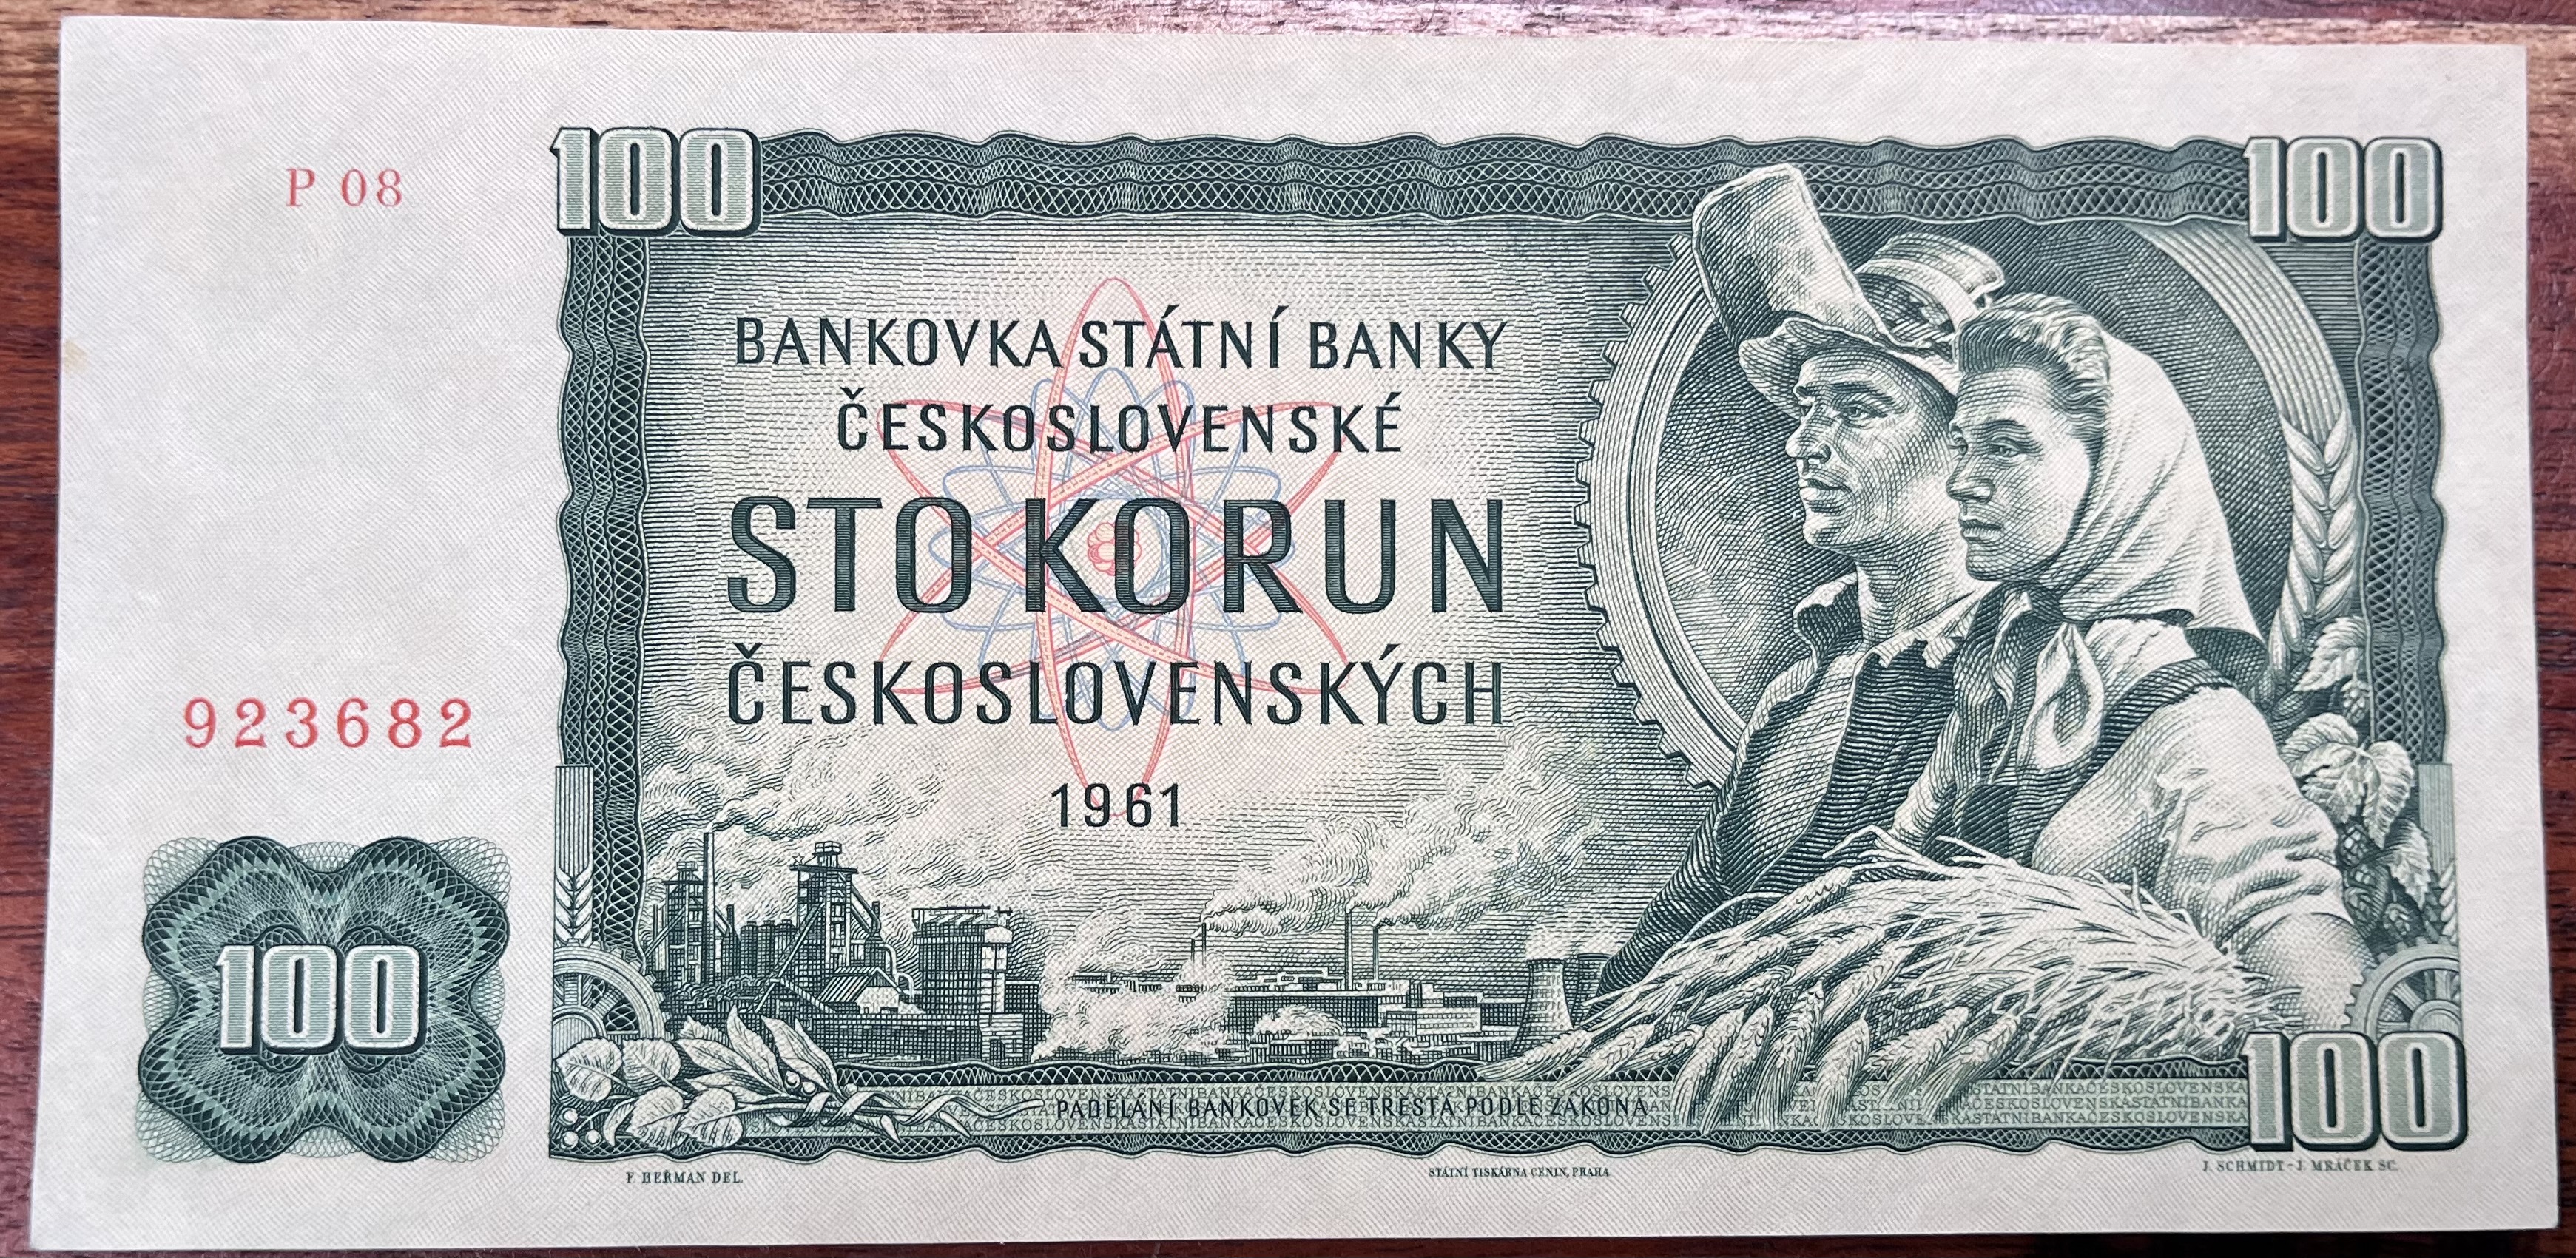 100
100
P 08
BANKOVKA STÁTNÍ BANKY
ČESKOSLOVENSKÉ
STO KORUN
ČESKOSLOVENSKÝCH
923682
1961
100
100
PADĚLÁNÍ BANKOVEK SE TRESTÁ PODLE ZÁKONA
F. HEŘMAN DEL.
STÁTNÍ TISKÁRNA CENIN, PRAHA
J. SCHMIDT - J. MRÁČEK SC.